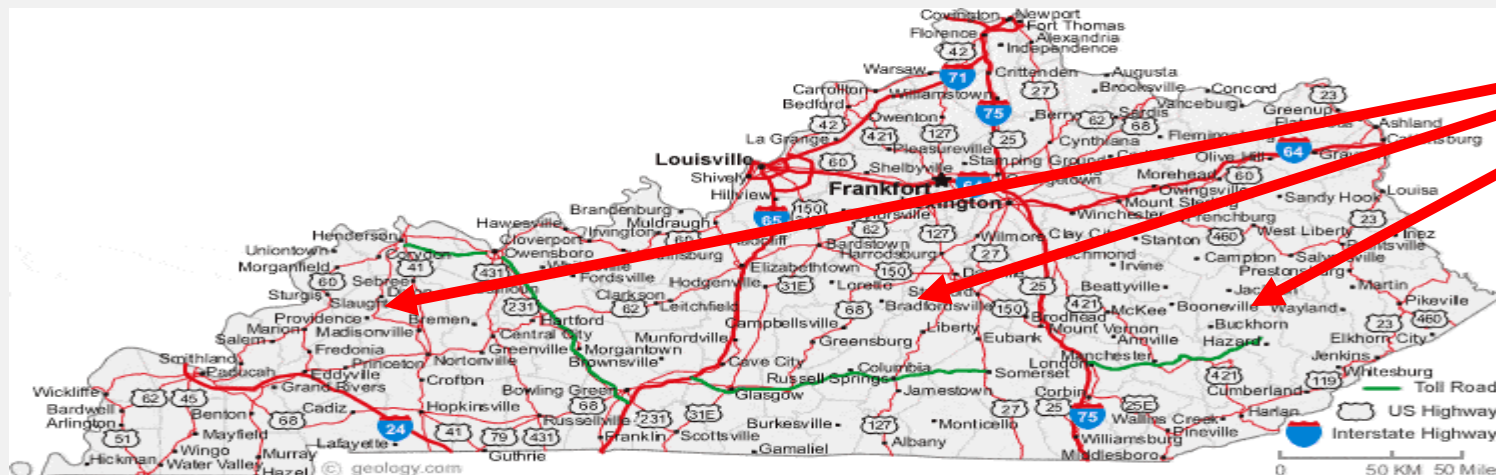 Covington Newport
Fort Thomas
Florence Alexandria
42 Independence
Warsaw 71 Crittenden Augusta
Carrollton Williamstown 27 Brooksville Concord 23
Bedford 75 Vanceburg Greenup
42 Owenton 62 Sardis
La Grange 421 127 25 68 Ashland
Pleasureville Cynthiana
Louisville 60 Shelbyville Stamping Ground Olive Hill 64
Shively Morehead 60
Frankfort Owingsville Louisa
Hillview Mount Sterling Sandy Hook
Brandenburg 65 150 Winchester Frenchburg 23
Hawesville Muldraugh 62 127 Wilmore Clay City 460 West Liberty Inez
Henderson Cloverport Irvington 60 Bardstown 27 Stanton
Uniontown Corydon Owensboro Harrodsburg Campton Salyersville
Morganfield 41 431 Elizabethtown 150 Irvine Prestonsburg
60 Sebree Fordsville Hodgenville 31E 25 Beattyville Martin
Sturgis Clarkson 421 Booneville Wayland Pikeville
231 62 Leitchfield Bradfordsville 150 McKee
Providence Bremen Hartford Campbellsville 68 Brodhead Buckhorn 23 460
Marion Madisonville Central City Munfordville Liberty Mount Vernon Elkhorn City
Salem Greenville Greensburg Eubank Annville Hazard
Smithland Fredonia Nortonville Morgantown Manchester Jenkins
Paducah Princeton Brownsville Cave City Columbia London Whitesburg
Eddyville Crofton Russell Springs Somerset 421 119
Wickliffe Grand Rivers Bowling Green Glasgow Jamestown Corbin Cumberland Toll Road
62 45 68 31E 27 25 25E
Bardwell Benton Cadiz Hopkinsville Russellville 231 75 Wallins Creek Harlan US Highway
Arlington 68 24 Burkesville 127 Monticello Pineville
51 Mayfield 41 79 431 Franklin Scottsville Albany Williamsburg Interstate Highway
Wingo Lafayette Gamaliel Middlesboro
Hickman Water Valley Murray Guthrie
Hazel © geology.com 0 50 KM 50 Mile